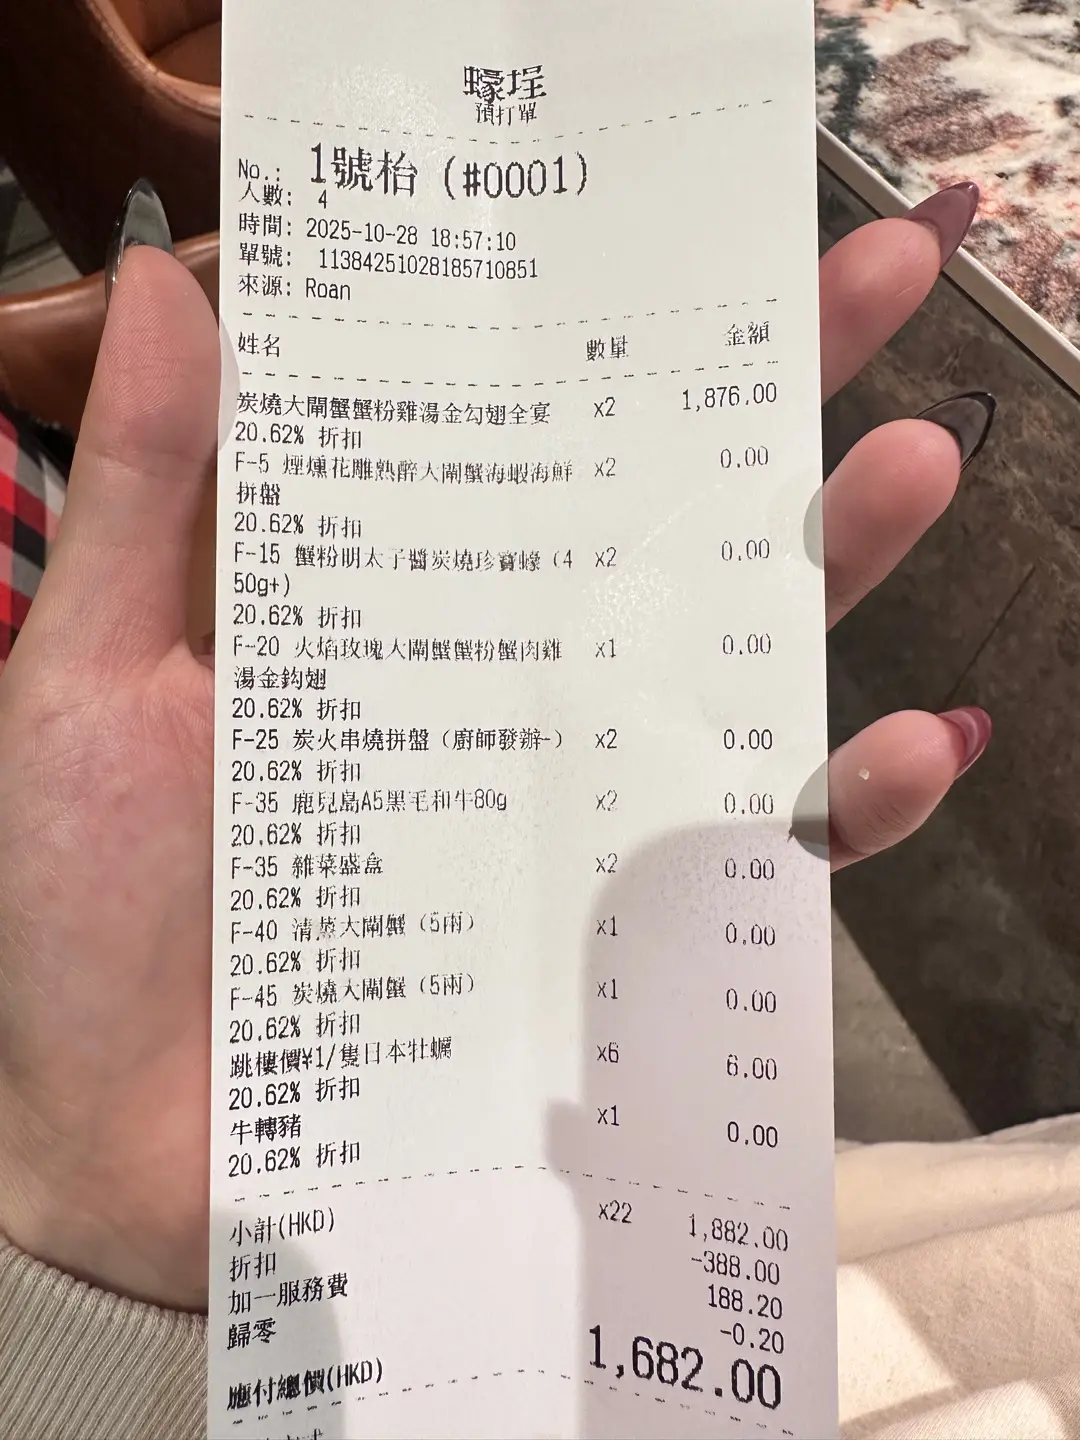 蠔埕
預打單
No.: 1號枱 (#0001)
人數: 4
時間: 2025-10-28 18:57:10
單號: 11384251028185710851
來源: Roan
姓名 數量 金額
炭燒大閘蟹蟹粉雞湯金勾翅全宴 x2 1,876.00
20.62% 折扣
F-5 煙燻花雕熟醉大閘蟹海蝦海鮮 x2 0.00
拼盤
20.62% 折扣
F-15 蟹粉明太子醬炭燒珍寶蠔（4 x2 0.00
50g+)
20.62% 折扣
F-20 火焰玫瑰大閘蟹蟹粉蟹肉雞 x1 0.00
湯金鈎翅
20.62% 折扣
F-25 炭火串燒拼盤（廚師發辦-） x2 0.00
20.62% 折扣
F-35 鹿兒島A5黑毛和牛80g x2 0.00
20.62% 折扣
F-35 雜菜盛盒 x2 0.00
20.62% 折扣
F-40 清蒸大閘蟹（5兩） x1 0.00
20.62% 折扣
F-45 炭燒大閘蟹（5兩） x1 0.00
20.62% 折扣
跳樓價¥1/隻日本牡蠣 x6 6.00
20.62% 折扣
牛轉豬 x1 0.00
20.62% 折扣
小計(HKD) x22 1,882.00
折扣 -388.00
加一服務費 188.20
歸零 -0.20
應付總價(HKD) 1,682.00